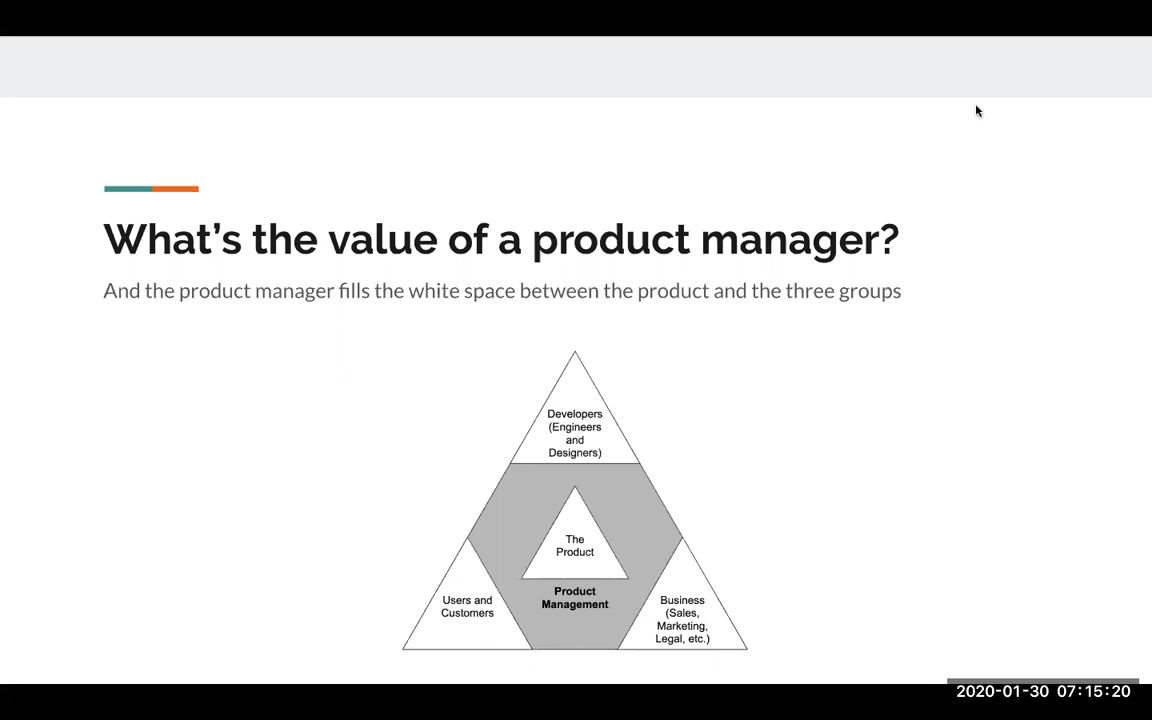 What's the value of a product manager?
And the product manager fills the white space between the product and the three groups
Developers
(Engineers
and
Designers)
The
Product
Product
Management
Users and
Customers
Business
(Sales,
Marketing,
Legal, etc.)
2020-01-30 07:15:20